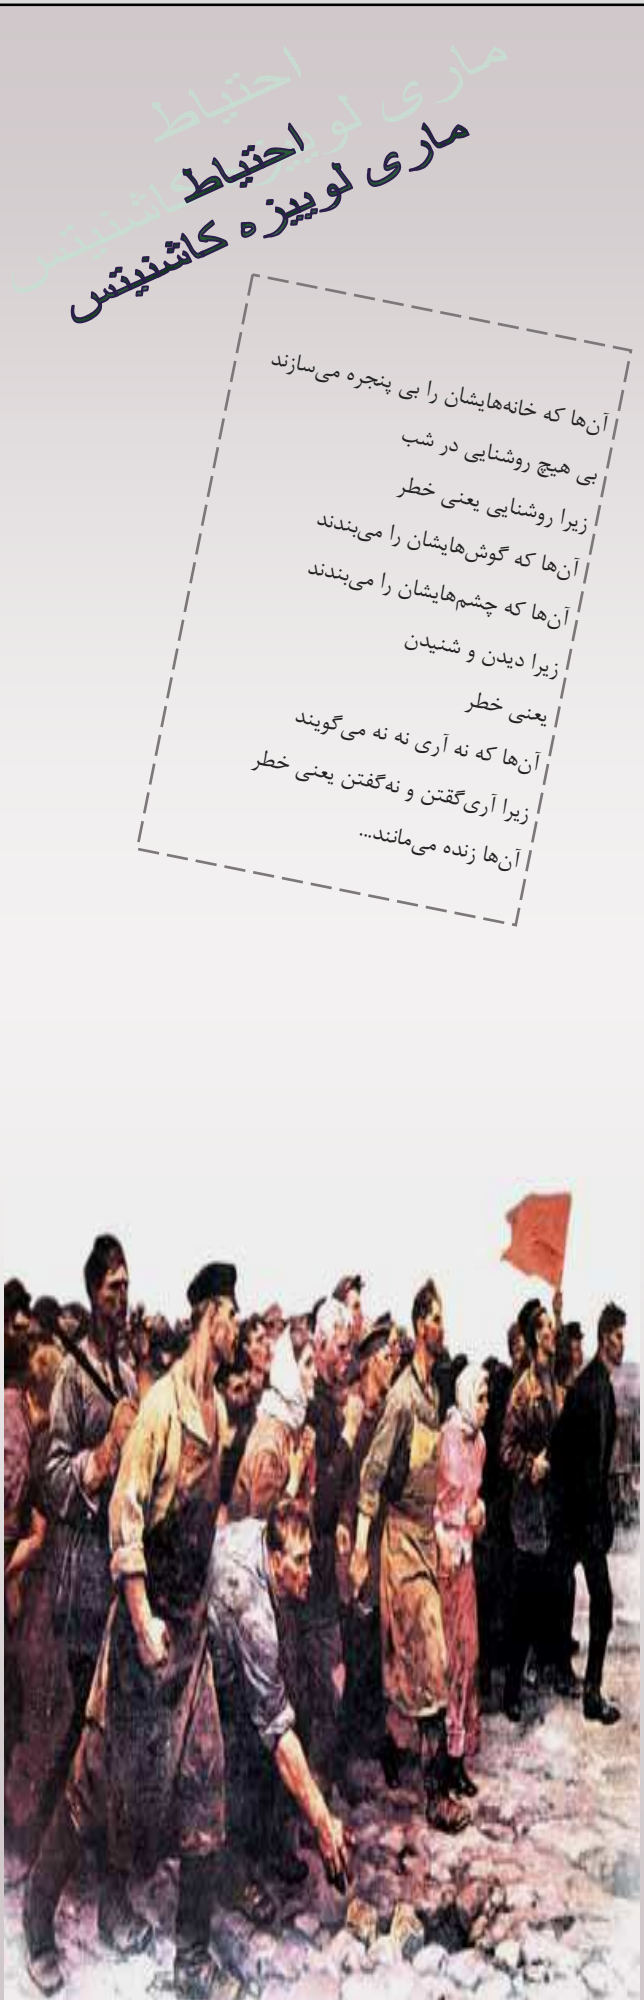 احتیاط
ماری لوییزه کاشنیتس
آن‌ها که خانه‌هایشان را بی پنجره می‌سازند
بی هیچ روشنایی در شب
زیرا روشنایی یعنی خطر
آن‌ها که گوش‌هایشان را می‌بندند
آن‌ها که چشم‌هایشان را می‌بندند
زیرا دیدن و شنیدن
یعنی خطر
آن‌ها که نه آری نه نه می‌گویند
زیرا آری‌گقتن و نه‌گفتن یعنی خطر
آن‌ها زنده می‌مانند...